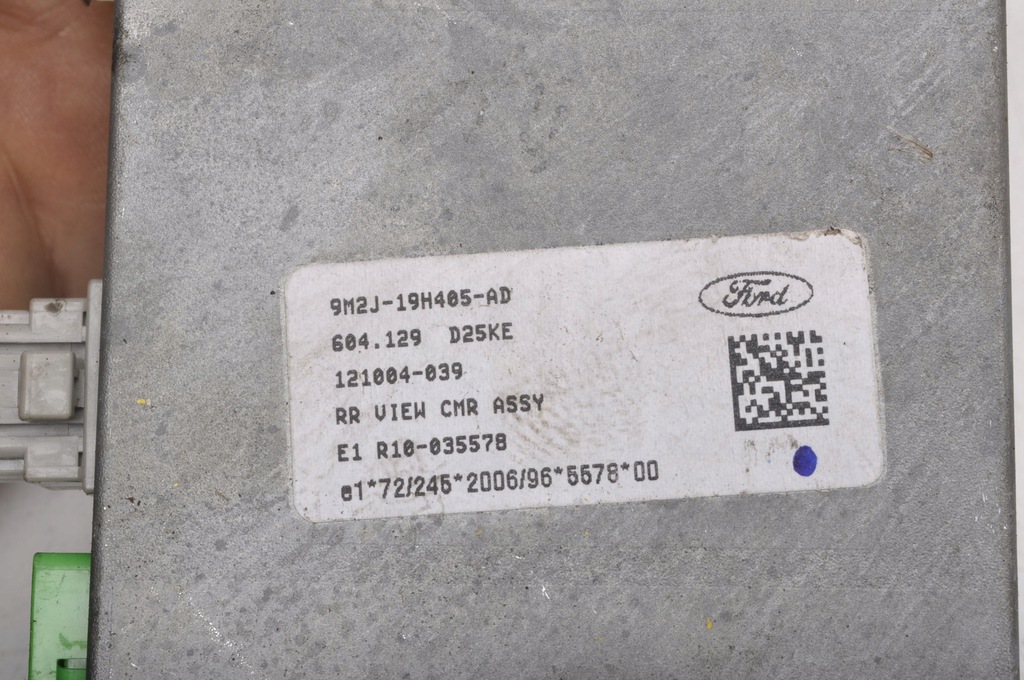 9M2J-19H405-AD
Ford
604.129 D25KE
121004-039
RR VIEW CMR ASSY
E1 R10-035578
e1*72/245*2006/96*5578*00